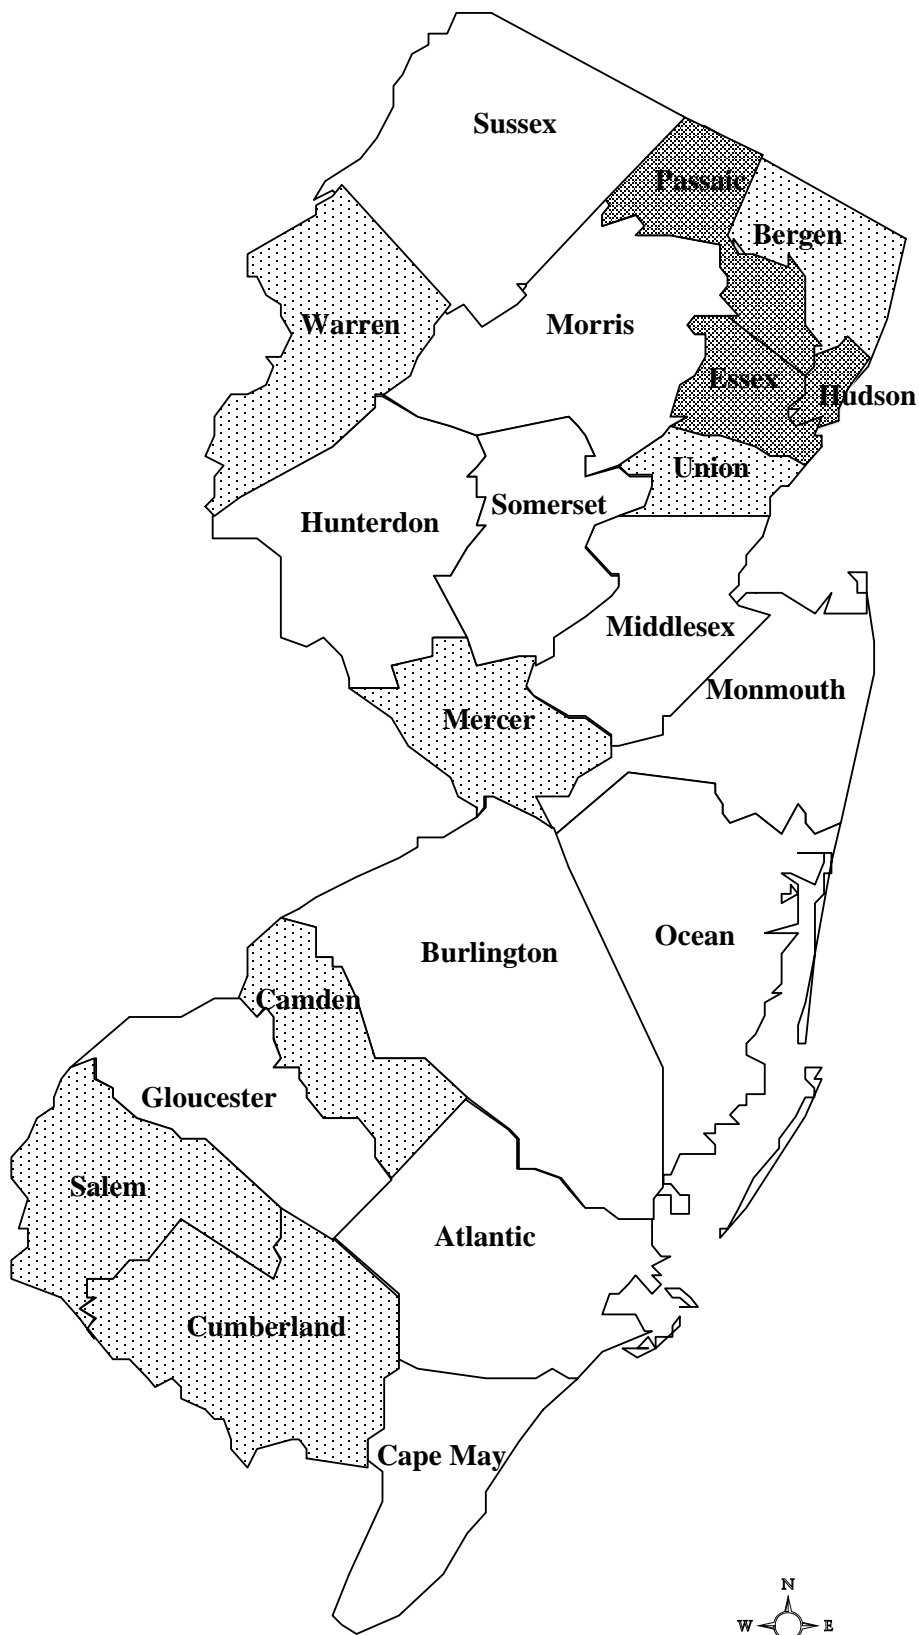 Sussex
Passaic
Bergen
Warren
Morris
Essex
Hudson
Union
Somerset
Hunterdon
Middlesex
Monmouth
Mercer
Ocean
Burlington
Camden
Gloucester
Salem
Atlantic
Cumberland
Cape May
N
W E